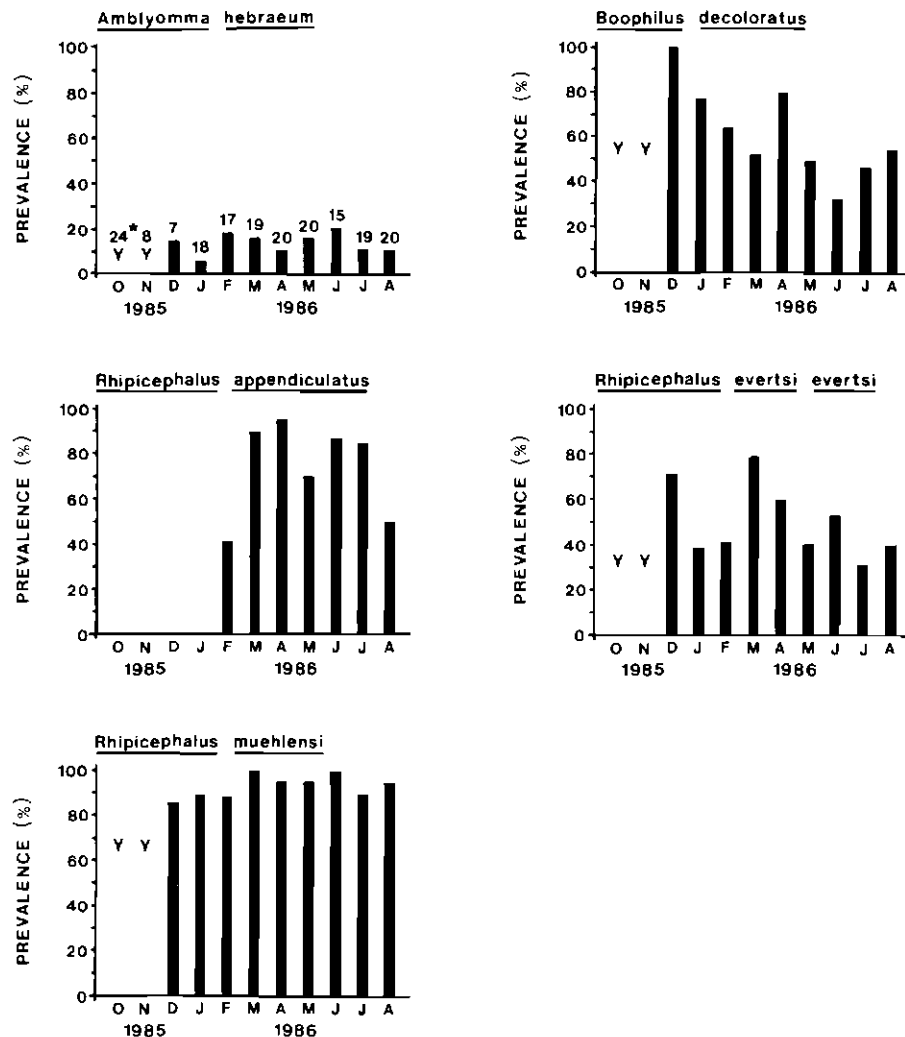 Amblyomma hebraeum
PREVALENCE (%)
100
80
60
40
20
0
24 * 8 7 18 17 19 20 20 15 19 20
Y Y
O N D J F M A M J J A
1985 1986
Boophilus decoloratus
PREVALENCE (%)
100
80
60
40
20
0
Y Y
O N D J F M A M J J A
1985 1986
Rhipicephalus appendiculatus
PREVALENCE (%)
100
80
60
40
20
0
O N D J F M A M J J A
1985 1986
Rhipicephalus evertsi evertsi
PREVALENCE (%)
100
80
60
40
20
0
Y Y
O N D J F M A M J J A
1985 1986
Rhipicephalus muehlensi
PREVALENCE (%)
100
80
60
40
20
0
Y Y
O N D J F M A M J J A
1985 1986